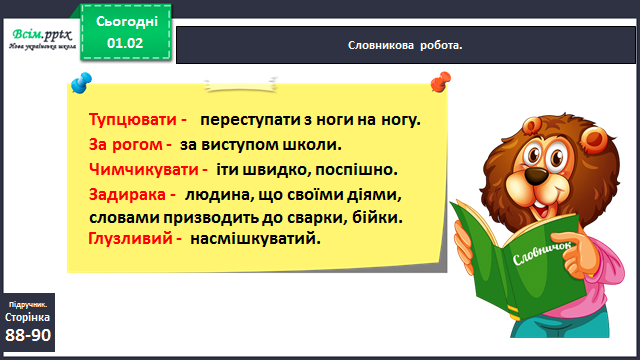 Всім.pptx
Нова українська школа
Сьогодні
01.02
Словникова робота.
Тупцювати - переступати з ноги на ногу.
За рогом - за виступом школи.
Чимчикувати - іти швидко, поспішно.
Задирака - людина, що своїми діями,
словами призводить до сварки, бійки.
Глузливий - насмішкуватий.
Словничок
Підручник.
Сторінка
88-90